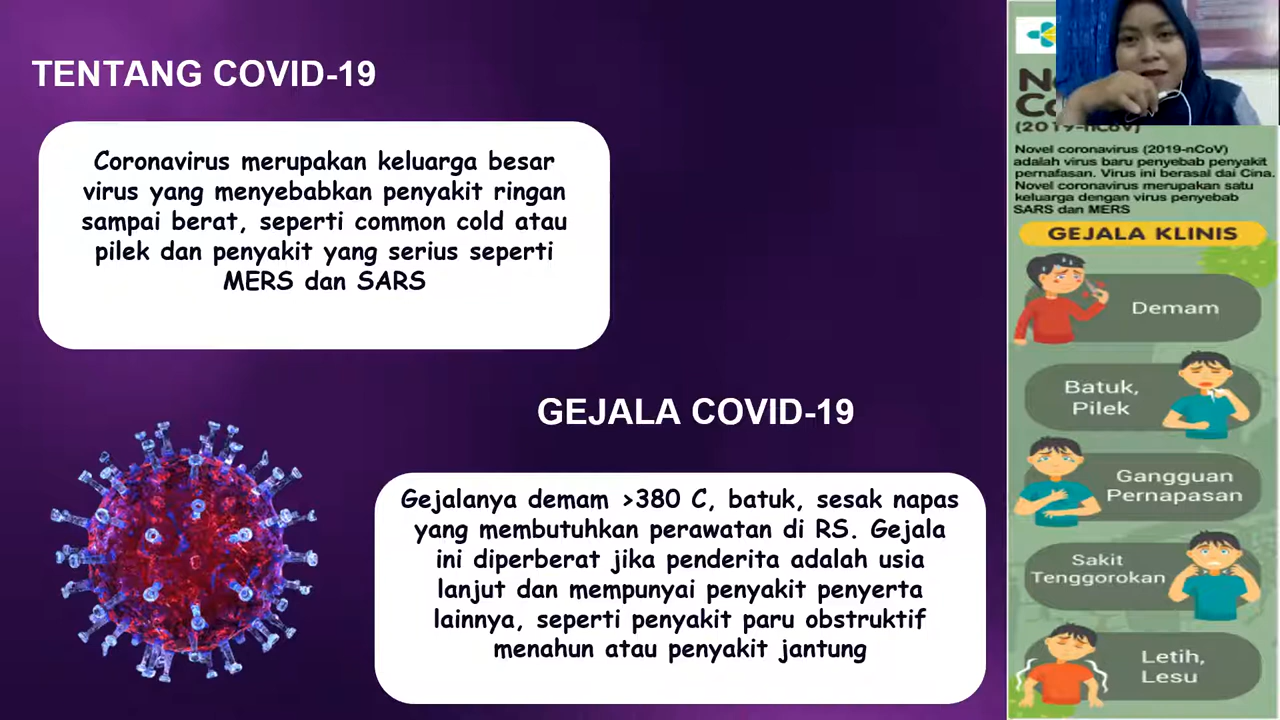 TENTANG COVID-19
Coronavirus merupakan keluarga besar
virus yang menyebabkan penyakit ringan
sampai berat, seperti common cold atau
pilek dan penyakit yang serius seperti
MERS dan SARS
GEJALA COVID-19
Gejalanya demam >380 C, batuk, sesak napas
yang membutuhkan perawatan di RS. Gejala
ini diperberat jika penderita adalah usia
lanjut dan mempunyai penyakit penyerta
lainnya, seperti penyakit paru obstruktif
menahun atau penyakit jantung
(2019-nCoV)
Novel coronavirus (2019-nCoV)
adalah virus baru penyebab penyakit
pernafasan. Virus ini berasal dai Cina.
Novel coronavirus merupakan satu
keluarga dengan virus penyebab
SARS dan MERS
GEJALA KLINIS
Demam
Batuk,
Pilek
Gangguan
Pernapasan
Sakit
Tenggorokan
Letih,
Lesu